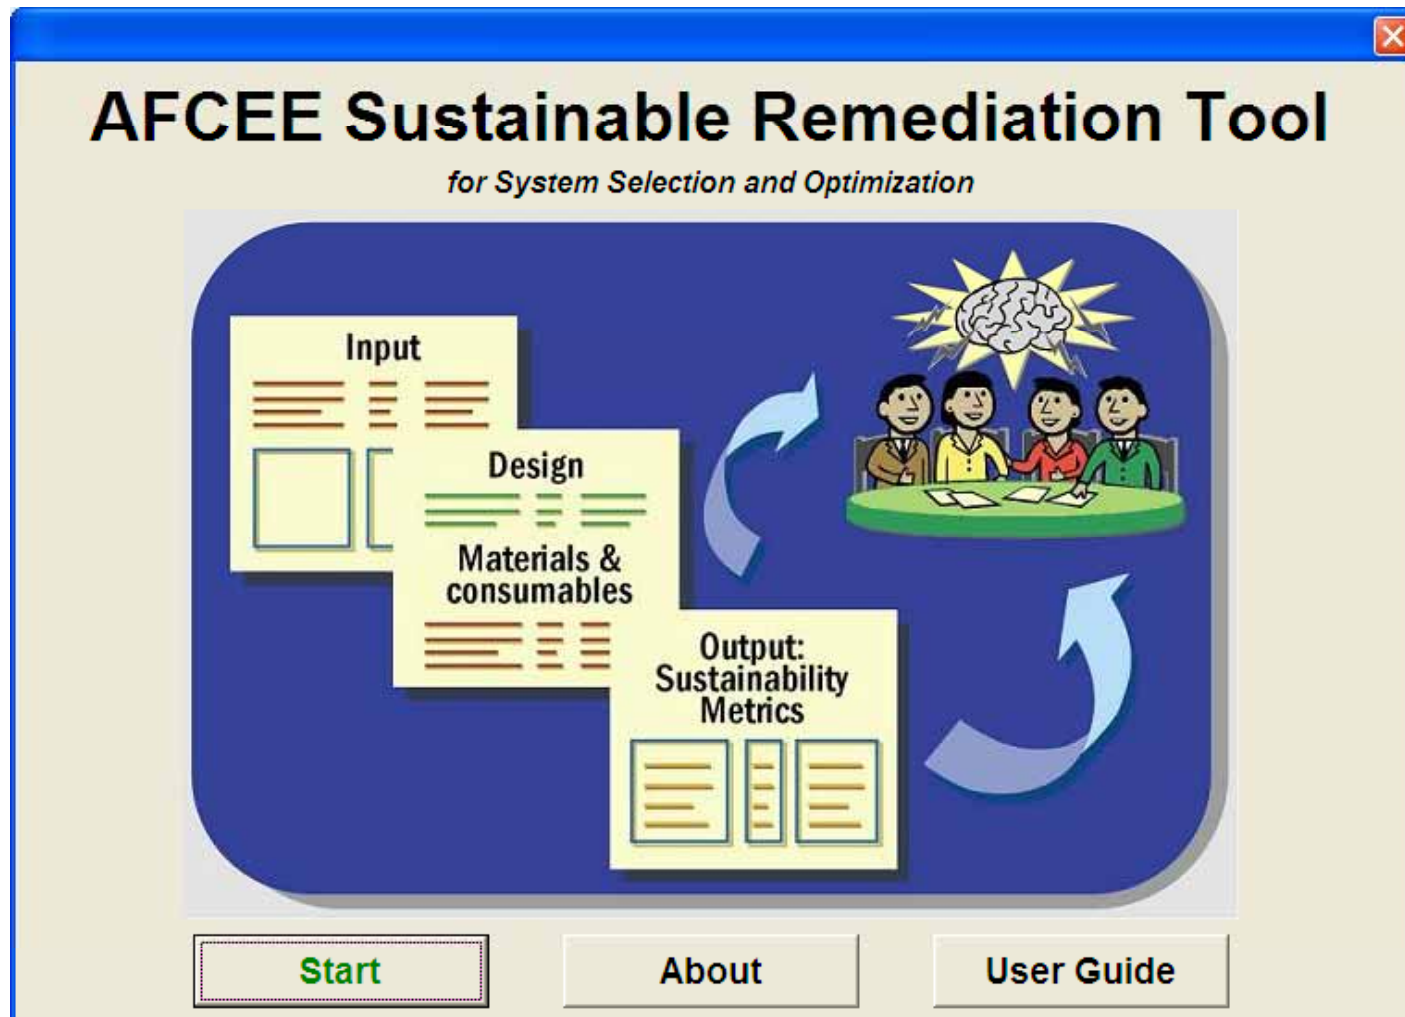 AFCEE Sustainable Remediation Tool
for System Selection and Optimization
Input
Design
Materials &
consumables
Output:
Sustainability
Metrics
Start
About
User Guide